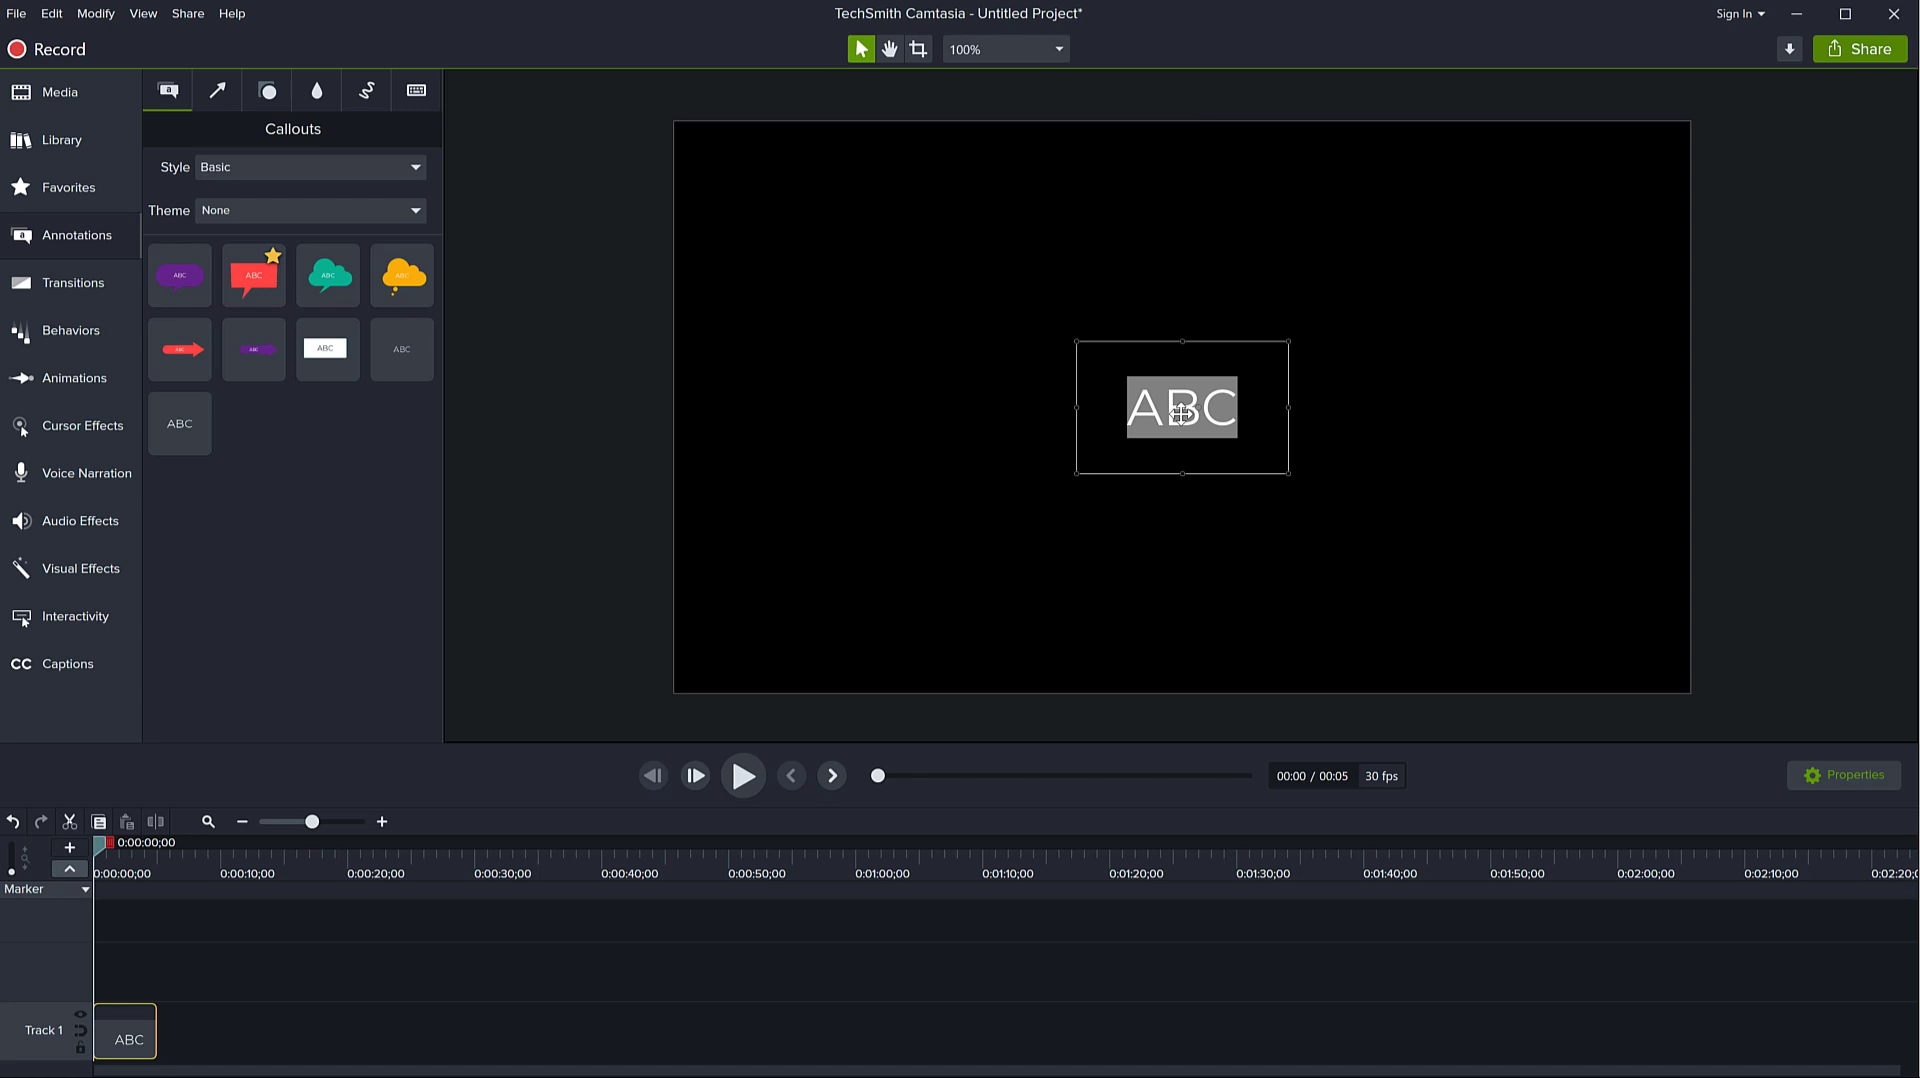 File Edit Modify View Share Help
TechSmith Camtasia - Untitled Project*
Sign In
Record
100%
Share
Media
Library
Favorites
Annotations
Transitions
Behaviors
Animations
Cursor Effects
Voice Narration
Audio Effects
Visual Effects
Interactivity
CC Captions
a
Callouts
Style Basic
Theme None
ABC ABC ABC ABC
ABC ABC ABC ABC
ABC
ABC
00:00 / 00:05 30 fps
Properties
0:00:00;00
0:00:00;00 0:00:10;00 0:00:20;00 0:00:30;00 0:00:40;00 0:00:50;00 0:01:00;00 0:01:10;00 0:01:20;00 0:01:30;00 0:01:40;00 0:01:50;00 0:02:00;00 0:02:10;00
Marker
Track 1
ABC